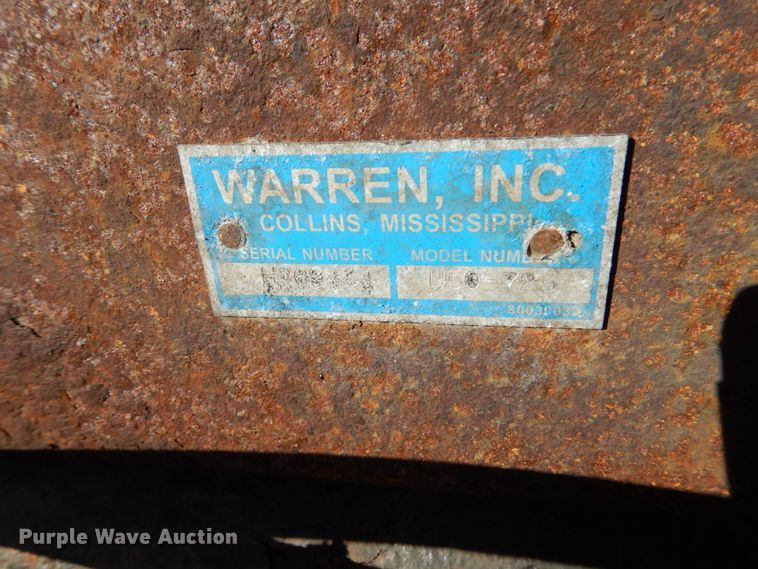 WARREN, INC.
COLLINS, MISSISSIPPI
SERIAL NUMBER MODEL NUMBER
Purple Wave Auction